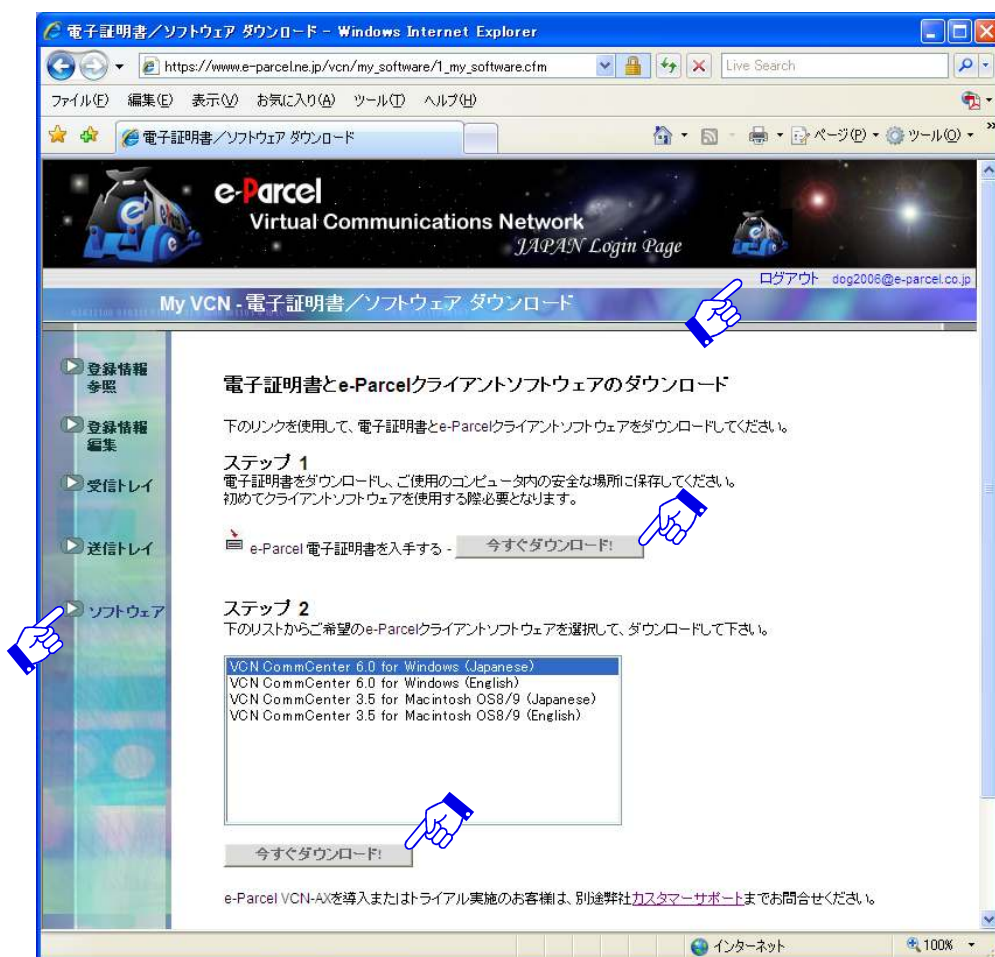 電子証明書／ソフトウェア ダウンロード - Windows Internet Explorer
https://www.e-parcel.ne.jp/vcn/my_software/1_my_software.cfm
Live Search
ファイル(F) 編集(E) 表示(V) お気に入り(A) ツール(T) ヘルプ(H)
電子証明書／ソフトウェア ダウンロード
ページ(P) ツール(O)
e-Parcel
Virtual Communications Network
JAPAN Login Page
ログアウト dog2006@e-parcel.co.jp
My VCN - 電子証明書／ソフトウェア ダウンロード
登録情報
参照
登録情報
編集
受信トレイ
送信トレイ
ソフトウェア
電子証明書とe-Parcelクライアントソフトウェアのダウンロード
下のリンクを使用して、電子証明書とe-Parcelクライアントソフトウェアをダウンロードしてください。
ステップ 1
電子証明書をダウンロードし、ご使用のコンピュータ内の安全な場所に保存してください。
初めてクライアントソフトウェアを使用する際必要となります。
e-Parcel 電子証明書を入手する - 今すぐダウンロード!
ステップ 2
下のリストからご希望のe-Parcelクライアントソフトウェアを選択して、ダウンロードして下さい。
VCN CommCenter 6.0 for Windows (Japanese)
VCN CommCenter 6.0 for Windows (English)
VCN CommCenter 3.5 for Macintosh OS8/9 (Japanese)
VCN CommCenter 3.5 for Macintosh OS8/9 (English)
今すぐダウンロード!
e-Parcel VCN-AXを導入またはトライアル実施のお客様は、別途弊社カスタマーサポートまでお問合せください。
インターネット 100%